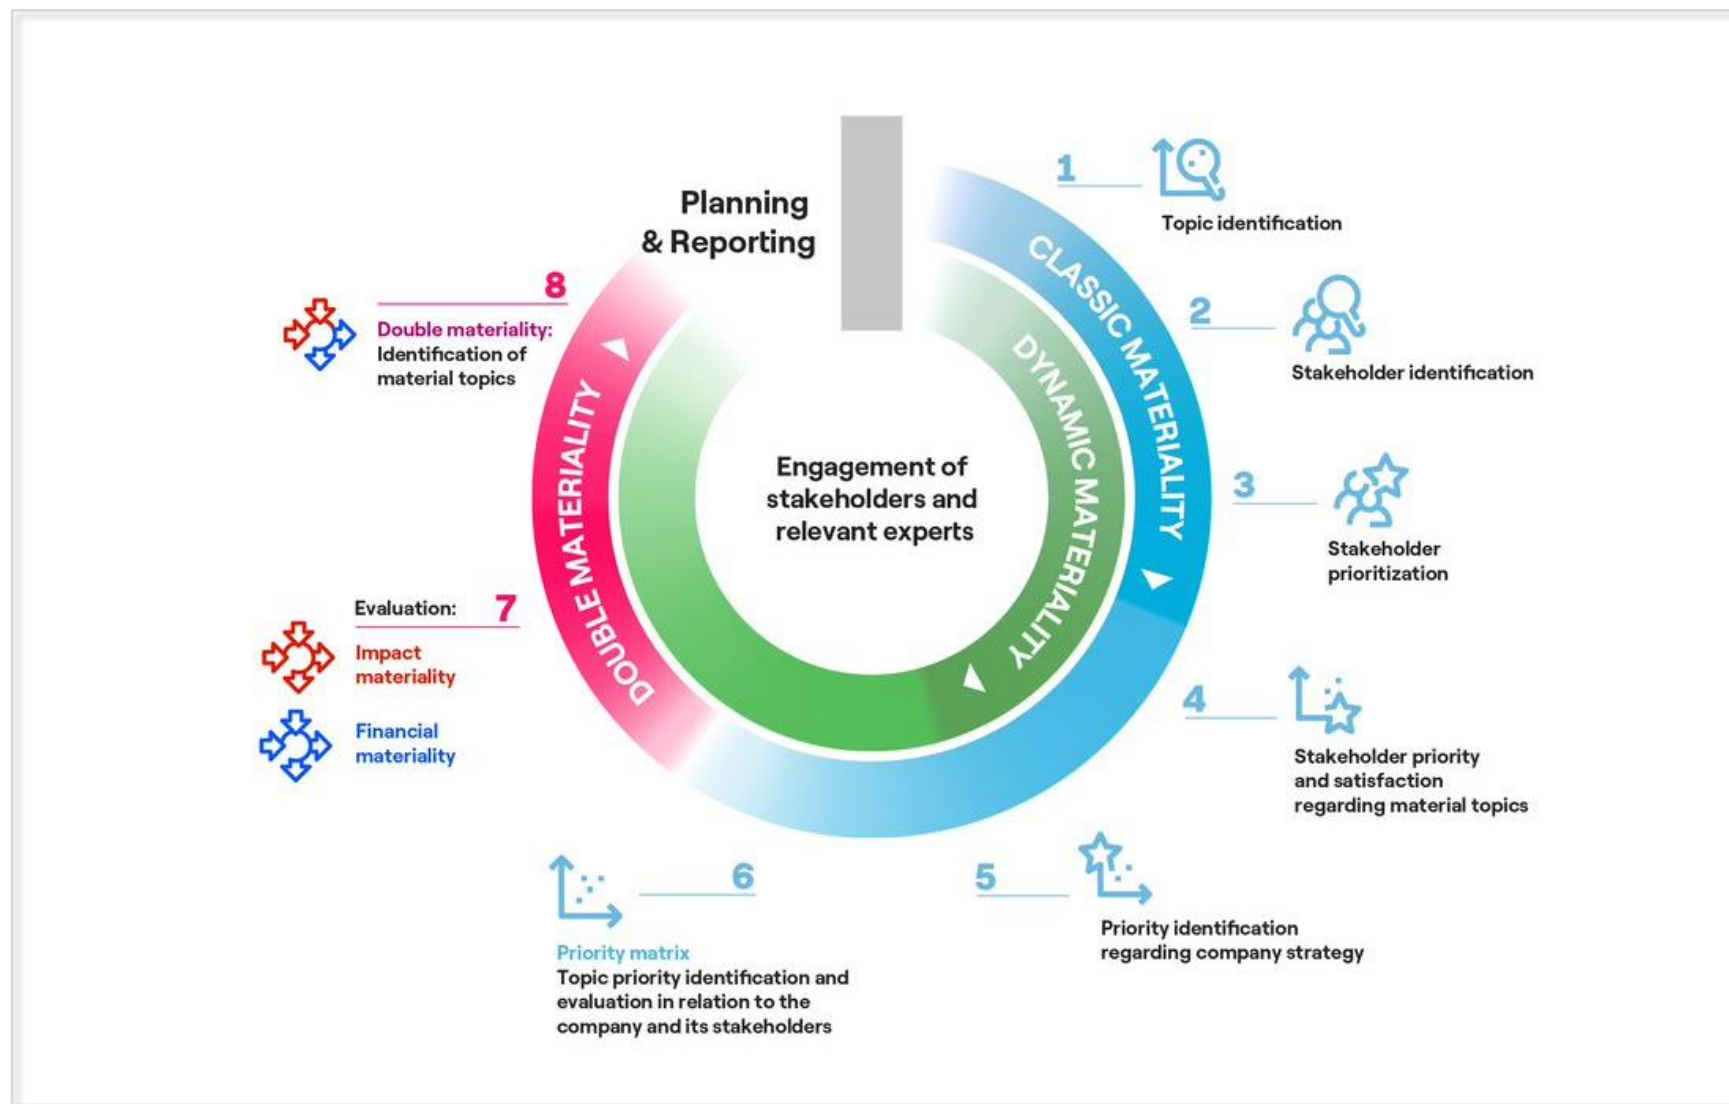 Planning
& Reporting
1
Topic identification
CLASSIC MATERIALITY
2
Stakeholder identification
DYNAMIC MATERIALITY
3
Stakeholder
prioritization
Engagement of
stakeholders and
relevant experts
4
Stakeholder priority
and satisfaction
regarding material topics
5
Priority identification
regarding company strategy
6
Priority matrix
Topic priority identification and
evaluation in relation to the
company and its stakeholders
DOUBLE MATERIALITY
7
Evaluation:
Impact
materiality
Financial
materiality
8
Double materiality:
Identification of
material topics